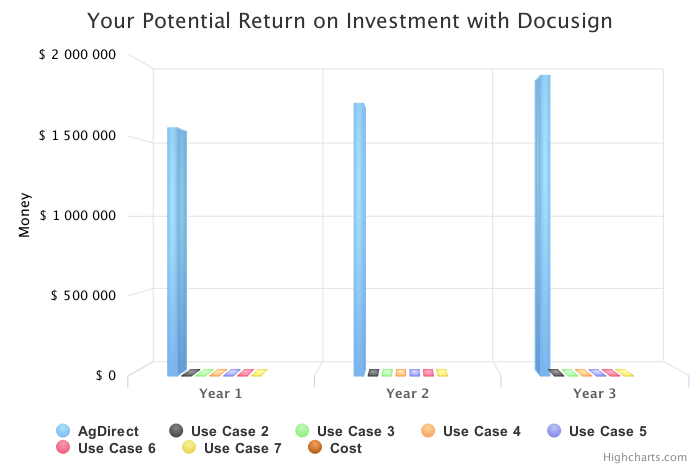 Your Potential Return on Investment with Docusign
$ 2 000 000
$ 1 500 000
$ 1 000 000
$ 500 000
$ 0
Money
Year 1 Year 2 Year 3
AgDirect Use Case 2 Use Case 3 Use Case 4 Use Case 5
Use Case 6 Use Case 7 Cost
Highcharts.com